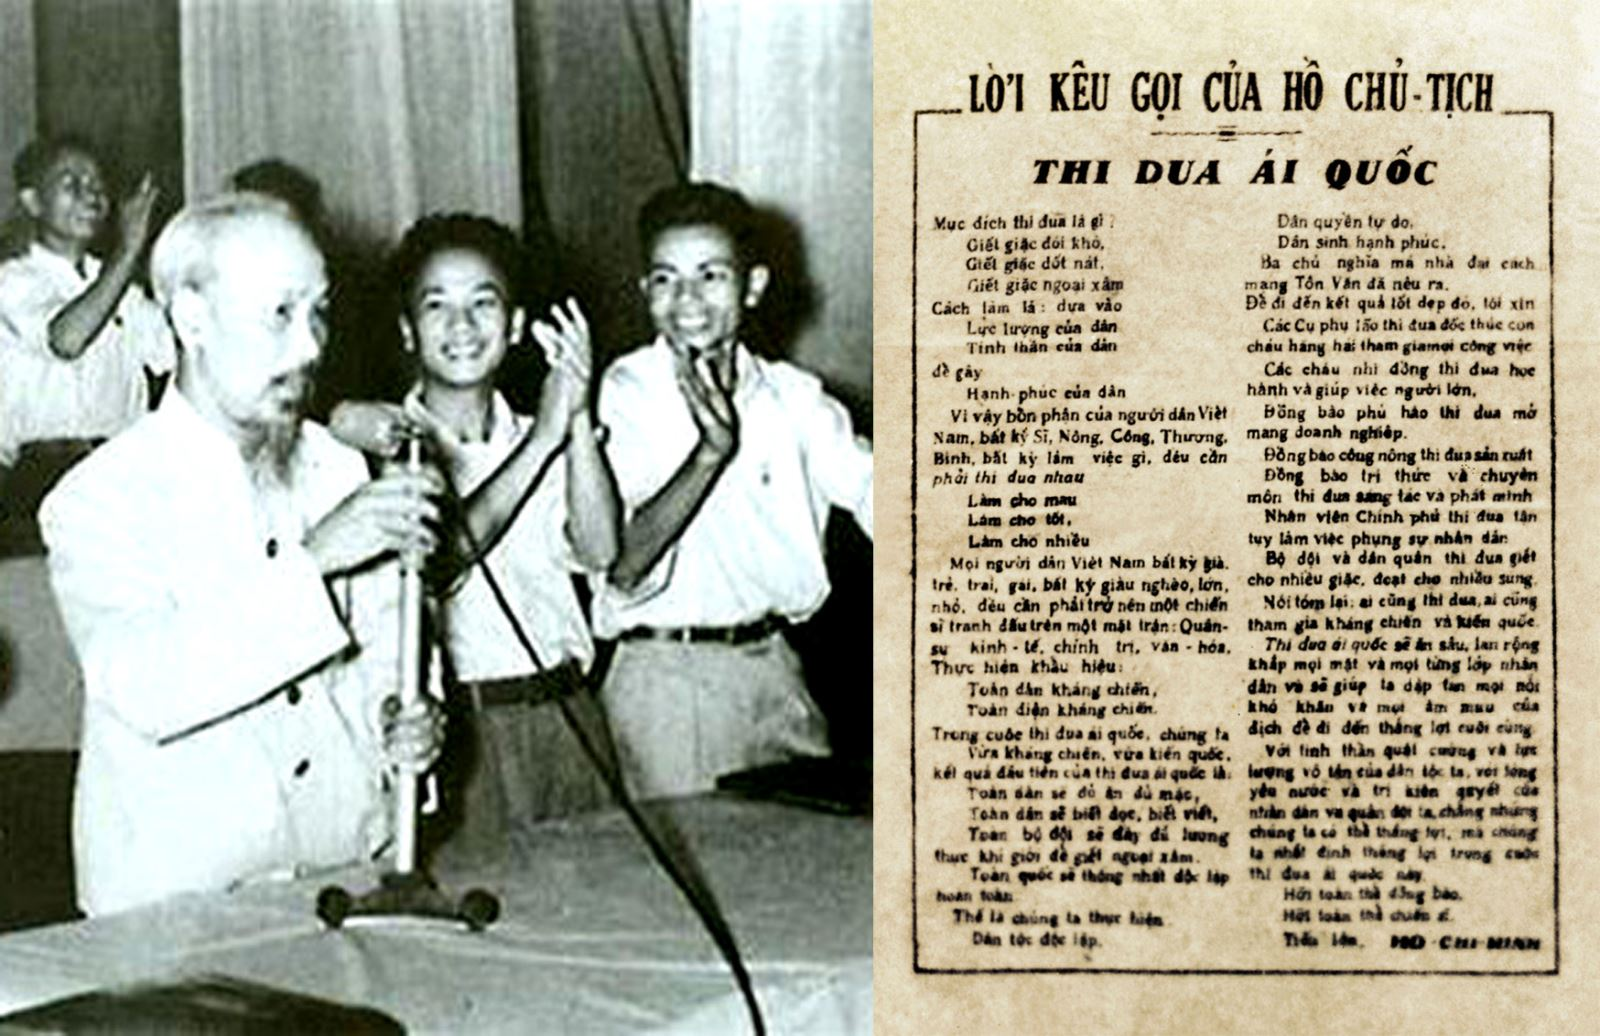 LỜI KÊU GỌI CỦA HỒ CHỦ-TỊCH
THI DUA ÁI QUỐC
Mục đích thi đua là gì ?
Giết giặc đói khó,
Giết giặc dốt nát,
Giết giặc ngoại xâm
Cách làm là : dựa vào
Lực lượng của dân
Tinh thần của dân
để gây
Hạnh-phúc của dân
Vì vậy bổn phận của người dân Việt
Nam, bất kỳ Sĩ, Nông, Công, Thương,
Binh, bất kỳ làm việc gì, đều cần
phải thi đua nhau
Làm cho mau
Làm cho tốt,
Làm cho nhiều
Mọi người dân Việt Nam bất kỳ già,
trẻ, trai, gái, bất kỳ giàu nghèo, lớn,
nhỏ, đều cần phải trở nên một chiến
sĩ tranh đấu trên một mặt trận : Quân-
sự kinh-tế, chính trị, văn-hóa,
Thực hiện khẩu hiệu :
Toàn dân kháng chiến,
Toàn diện kháng chiến.
Trong cuộc thi đua ái quốc, chúng ta
Vừa kháng chiến, vừa kiến quốc,
kết quả đầu tiên của thi đua ái quốc là:
Toàn dân sẽ đủ ăn đủ mặc,
Toàn dân sẽ biết đọc, biết viết,
Toàn bộ đội sẽ đầy đủ lương
thực khí giới để giết ngoại xâm.
Toàn quốc sẽ thống nhất độc lập
hoàn toàn
Thế là chúng ta thực hiện
Dân tộc độc lập,
Dân quyền tự do,
Dân sinh hạnh phúc,
Ba chủ nghĩa mà nhà đại cách
mạng Tôn Văn đã nêu ra.
Để đi đến kết quả tốt đẹp đó, tôi xin
Các Cụ phụ lão thi đua đốc thúc con
cháu hăng hái tham gia mọi công việc
Các cháu nhi đồng thi đua học
hành và giúp việc người lớn,
Đồng bào phú hào thi đua mở
mang doanh nghiệp.
Đồng bào công nông thi đua sản xuất
Đồng bào trí thức và chuyên
môn thi đua sáng tác và phát minh
Nhân viên Chính phủ thi đua tận
tụy làm việc phụng sự nhân dân
Bộ đội và dân quân thi đua giết
cho nhiều giặc, đoạt cho nhiều súng,
Nói tóm lại: ai cũng thi đua, ai cũng
tham gia kháng chiến và kiến quốc.
Thi đua ái quốc sẽ ăn sâu, lan rộng
khắp mọi mặt và mọi từng lớp nhân
dân và sẽ giúp ta dập tan mọi nỗi
khó khăn và mọi âm mưu của
địch để đi đến thắng lợi cuối cùng.
Với tinh thần quật cường và lực
lượng vô tận của dân tộc ta, với lòng
yêu nước và trí kiên quyết của
nhân dân và quân đội ta, chẳng những
chúng ta có thể thắng lợi, mà chúng
ta nhất định thắng lợi trong cuộc
thi đua ái quốc này.
Hỡi toàn thể đồng bào,
Hỡi toàn thể chiến sĩ.
Tiến lên, HO-CHI-MINH